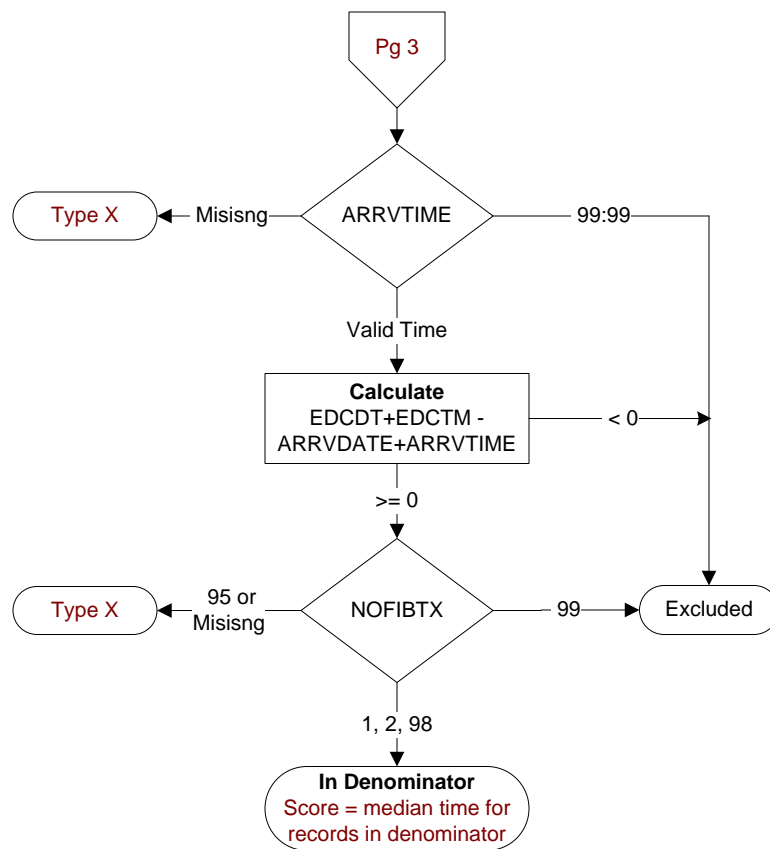 Pg 3
ARRVTIME
Type X
Misisng
99:99
Valid Time
Calculate
EDCDT+EDCTM -
ARRVDATE+ARRVTIME
< 0
>= 0
Type X
95 or
Misisng
NOFIBTX
99
Excluded
1, 2, 98
In Denominator
Score = median time for
records in denominator